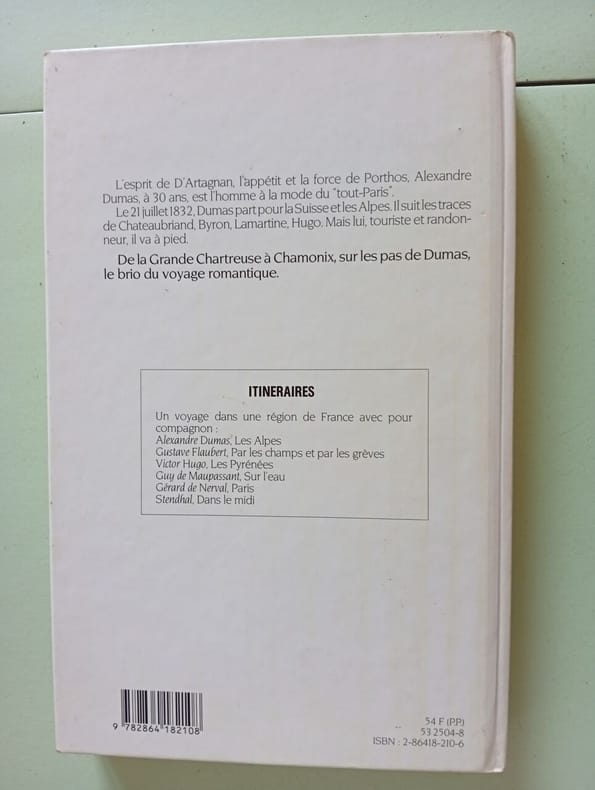 L'esprit de D'Artagnan, l'appétit et la force de Porthos, Alexandre
Dumas, à 30 ans, est l'homme à la mode du "tout-Paris".
Le 21 juillet 1832, Dumas part pour la Suisse et les Alpes. Il suit les traces
de Chateaubriand, Byron, Lamartine, Hugo. Mais lui, touriste et randon-
neur, il va à pied.
De la Grande Chartreuse à Chamonix, sur les pas de Dumas,
le brio du voyage romantique.
ITINERAIRES
Un voyage dans une région de France avec pour
compagnon :
Alexandre Dumas, Les Alpes
Gustave Flaubert, Par les champs et par les grèves
Victor Hugo, Les Pyrénées
Guy de Maupassant, Sur l'eau
Gérard de Nerval, Paris
Stendhal, Dans le midi
9 782864 182108
54 F (P.P.)
53 2504-8
ISBN : 2-86418-210-6